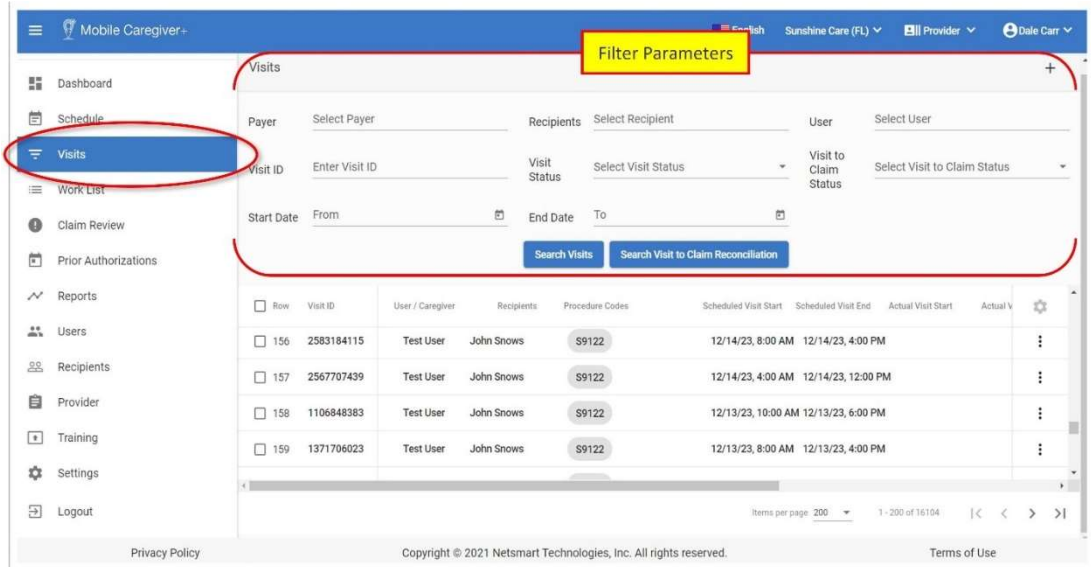 Mobile Caregiver+
English
Sunshine Care (FL)
Provider
Dale Carr
Filter Parameters
Dashboard
Schedule
Visits
Work List
Claim Review
Prior Authorizations
Reports
Users
Recipients
Provider
Training
Settings
Logout
Visits
+
Payer Select Payer Recipients Select Recipient User Select User
Visit ID Enter Visit ID Visit Status Select Visit Status Visit to Claim Status Select Visit to Claim Status
Start Date From End Date To
Search Visits Search Visit to Claim Reconciliation
Row Visit ID User / Caregiver Recipients Procedure Codes Scheduled Visit Start Scheduled Visit End Actual Visit Start Actual V
156 2583184115 Test User John Snows S9122 12/14/23, 8:00 AM 12/14/23, 4:00 PM
157 2567707439 Test User John Snows S9122 12/14/23, 4:00 AM 12/14/23, 12:00 PM
158 1106848383 Test User John Snows S9122 12/13/23, 10:00 AM 12/13/23, 6:00 PM
159 1371706023 Test User John Snows S9122 12/13/23, 8:00 AM 12/13/23, 4:00 PM
Items per page 200 1 - 200 of 16104
Privacy Policy Copyright © 2021 Netsmart Technologies, Inc. All rights reserved. Terms of Use